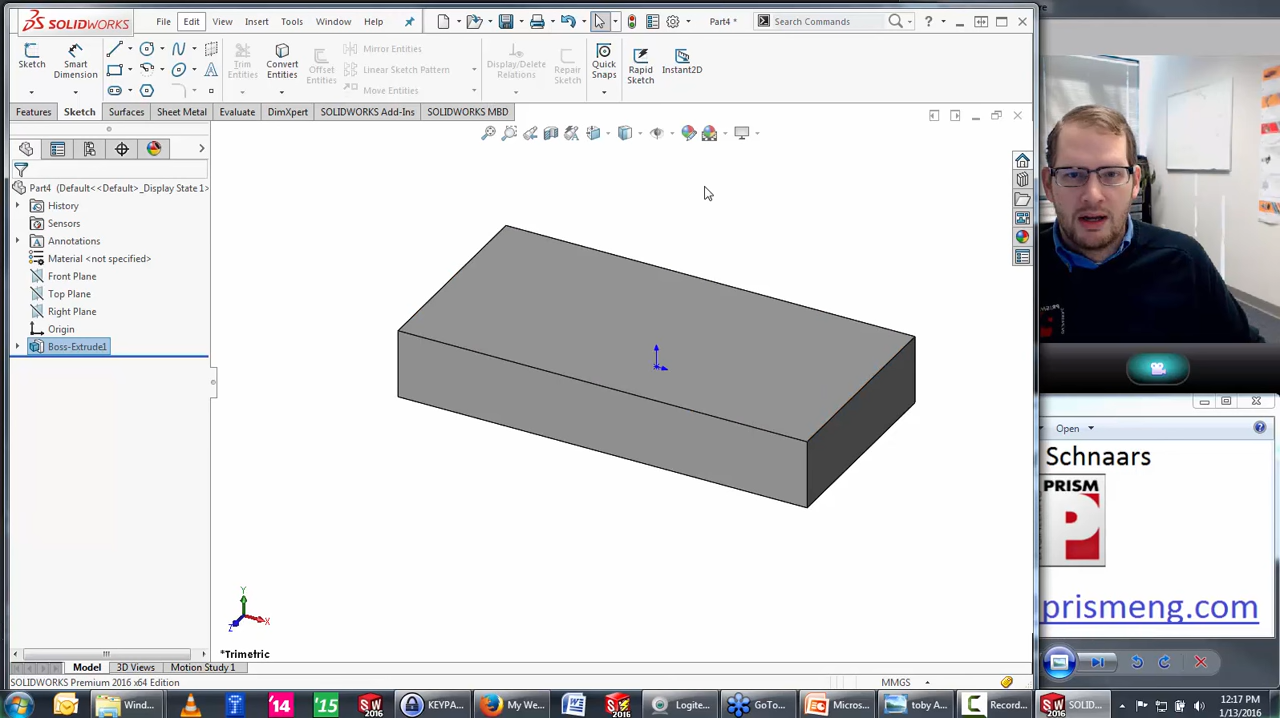 SOLIDWORKS
File Edit View Insert Tools Window Help
Part4 *
Search Commands
Sketch
Smart Dimension
Trim Entities
Convert Entities
Offset Entities
Mirror Entities
Linear Sketch Pattern
Move Entities
Display/Delete Relations
Repair Sketch
Quick Snaps
Rapid Sketch
Instant2D
Features Sketch Surfaces Sheet Metal Evaluate DimXpert SOLIDWORKS Add-Ins SOLIDWORKS MBD
Part4 (Default<<Default>_Display State 1>
History
Sensors
Annotations
Material <not specified>
Front Plane
Top Plane
Right Plane
Origin
Boss-Extrude1
Y
X
Z
*Trimetric
Model 3D Views Motion Study 1
SOLIDWORKS Premium 2016 x64 Edition
MMGS
Open
Schnaars
PRISM
P
prismeng.com
Wind...
14
'15
SW 2016
KEYPA...
My We...
2016
Logite...
GoTo...
Micros...
toby A...
Record...
SOLID...
12:17 PM
1/13/2016